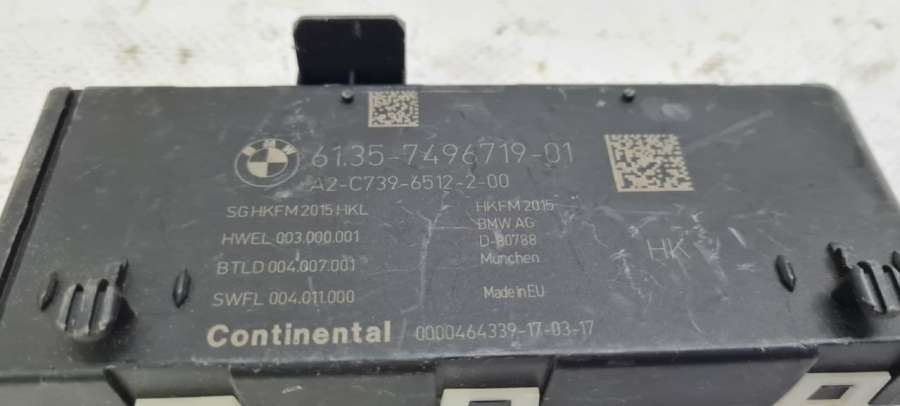 BMW
61.35-7496719-01
A2-C739-6512-2-00
SG HKFM 2015 HKL
HWEL 003.000.001
BTLD 004.007.001
SWFL 004.011.000
HKFM 2015
BMW AG
D-80788
München
Made in EU
HK
Continental 0000464339-17-03-17